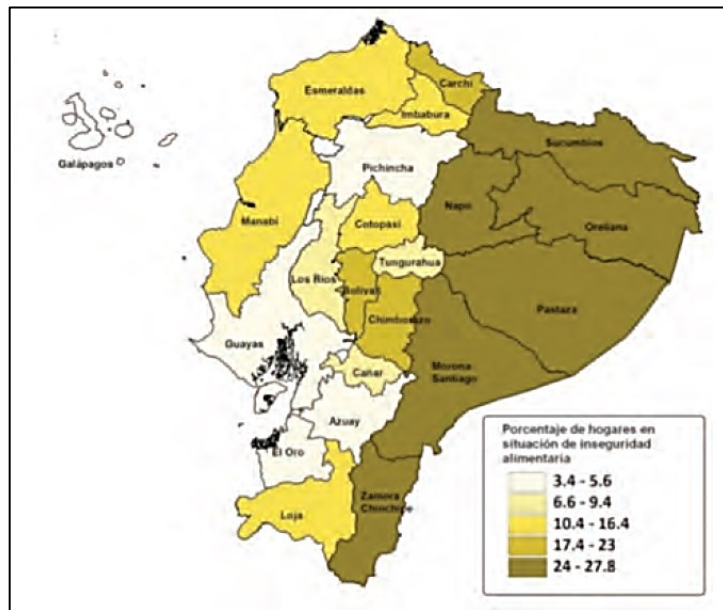 Esmeraldas
Carchi
Imbabura
Sucumbíos
Galápagos
Pichincha
Napo
Orellana
Manabí
Cotopaxi
Tungurahua
Los Ríos
Bolívar
Pastaza
Chimborazo
Guayas
Morona
Santiago
Cañar
Azuay
El Oro
Loja
Zamora
Chinchipe
Porcentaje de hogares en
situación de inseguridad
alimentaria
3.4 - 5.6
6.6 - 9.4
10.4 - 16.4
17.4 - 23
24 - 27.8